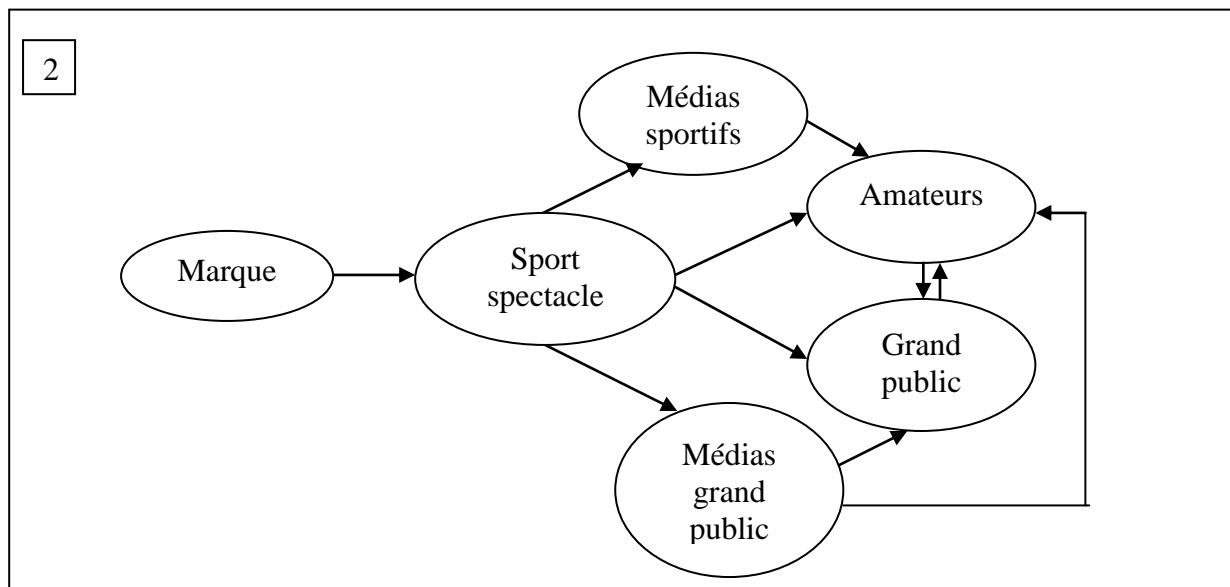 2
Médias
sportifs
Amateurs
Marque
Sport
spectacle
Grand
public
Médias
grand
public